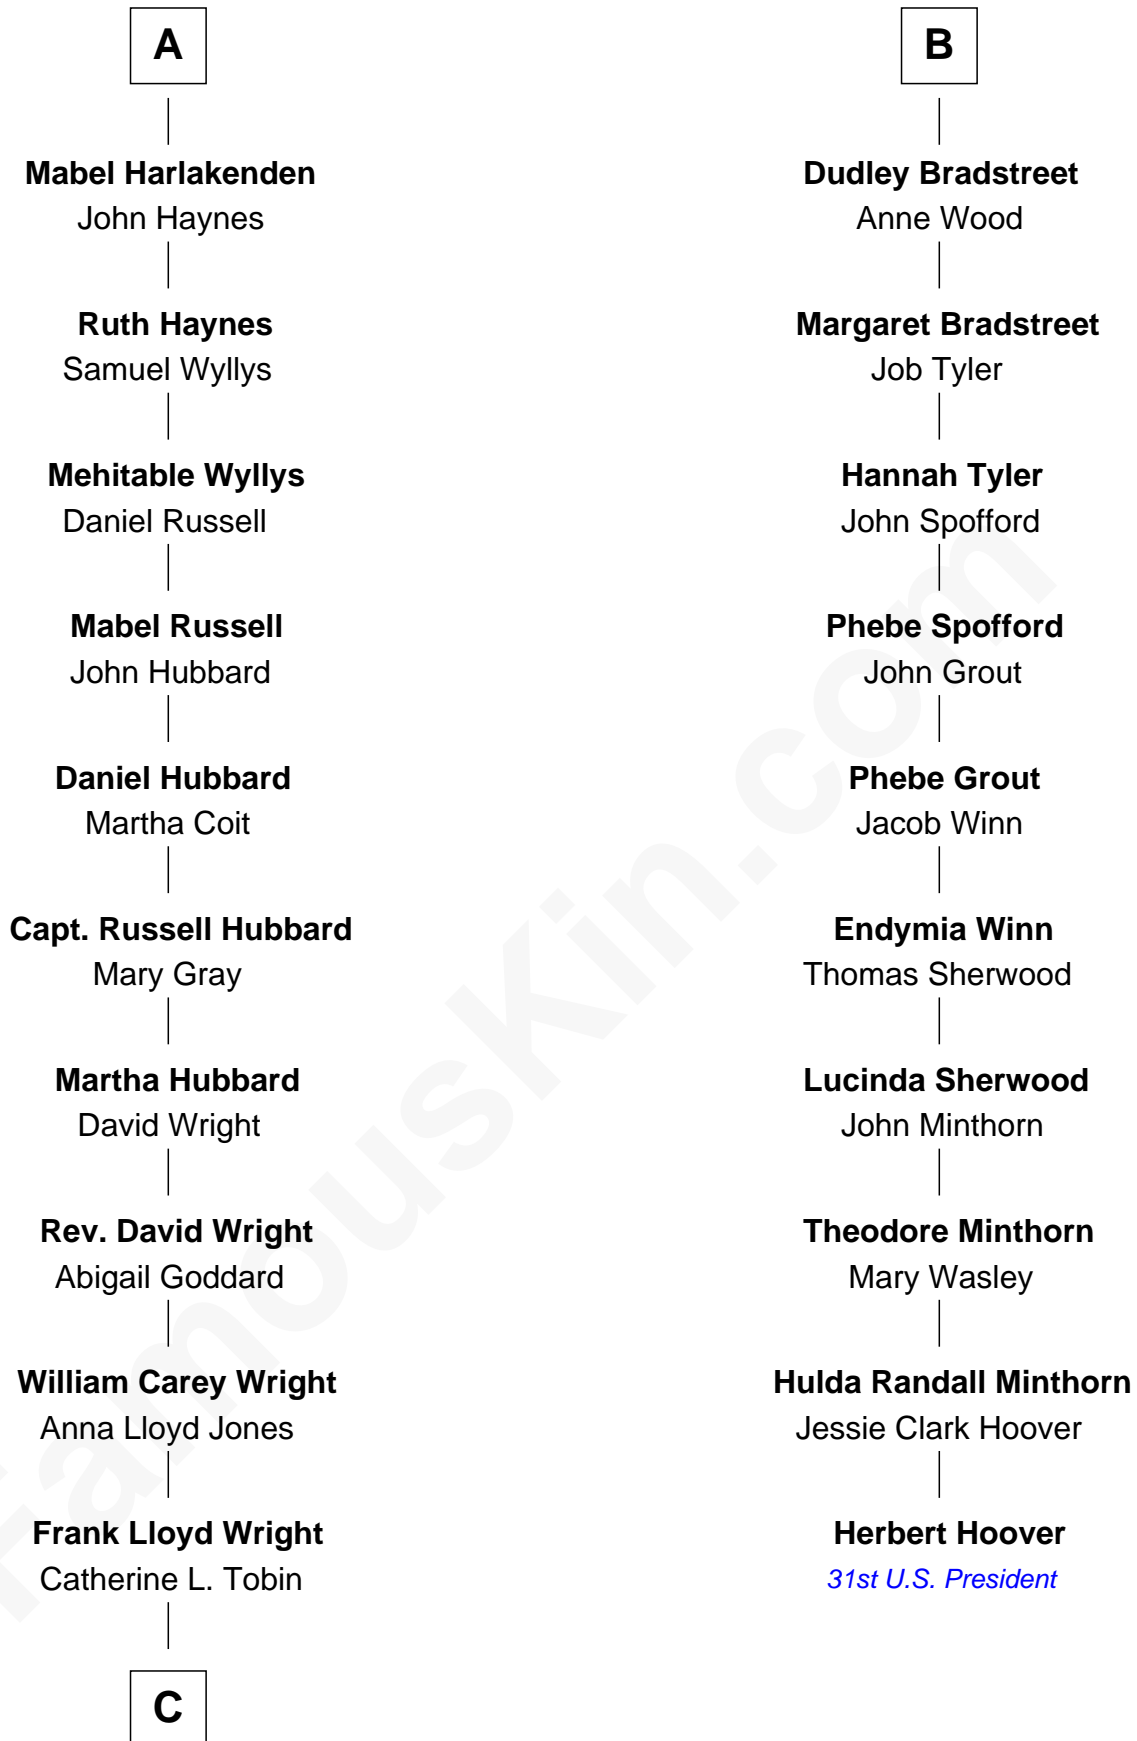 A
Mabel Harlakenden
John Haynes
Ruth Haynes
Samuel Wyllys
Mehitable Wyllys
Daniel Russell
Mabel Russell
John Hubbard
Daniel Hubbard
Martha Coit
Capt. Russell Hubbard
Mary Gray
Martha Hubbard
David Wright
Rev. David Wright
Abigail Goddard
William Carey Wright
Anna Lloyd Jones
Frank Lloyd Wright
Catherine L. Tobin
C
B
Dudley Bradstreet
Anne Wood
Margaret Bradstreet
Job Tyler
Hannah Tyler
John Spofford
Phebe Spofford
John Grout
Phebe Grout
Jacob Winn
Endymia Winn
Thomas Sherwood
Lucinda Sherwood
John Minthorn
Theodore Minthorn
Mary Wasley
Hulda Randall Minthorn
Jessie Clark Hoover
Herbert Hoover
31st U.S. President
FamousKin.com